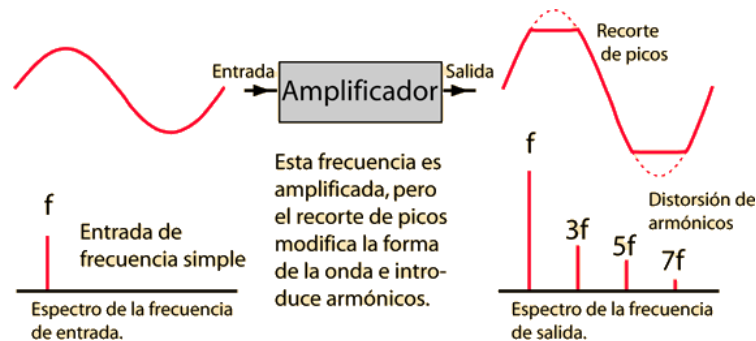 Entrada
Amplificador
Salida
Recorte
de picos
Esta frecuencia es
amplificada, pero
el recorte de picos
modifica la forma
de la onda e intro-
duce armónicos.
f
Entrada de
frecuencia simple
Espectro de la frecuencia
de entrada.
f
3f
5f
7f
Distorsión de
armónicos
Espectro de la frecuencia
de salida.